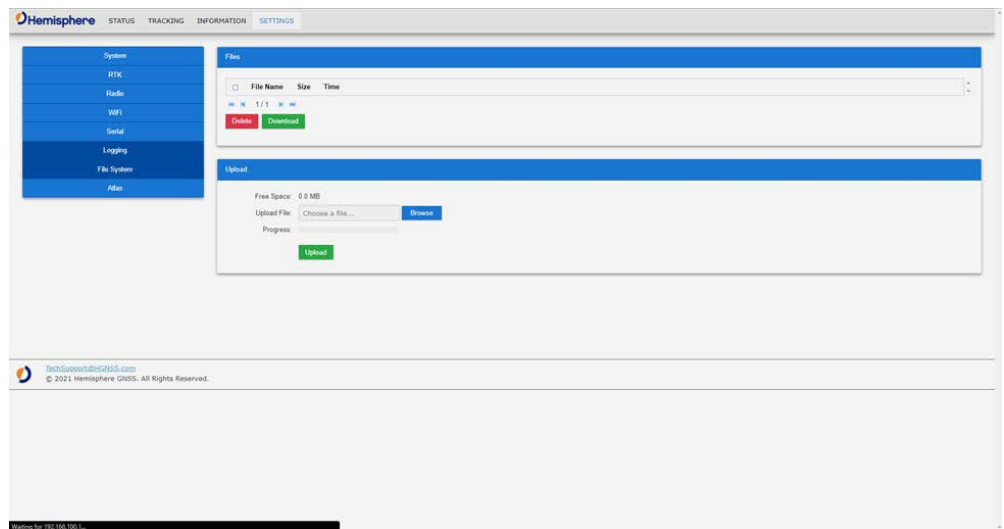 Hemisphere STATUS TRACKING INFORMATION SETTINGS
System
RTK
Radio
WiFi
Serial
Logging
File System
Atlas
Files
File Name Size Time
1 / 1
Delete Download
Upload
Free Space: 0.0 MB
Upload File: Choose a file... Browse
Progress:
Upload
TechSupport@HGNSS.com
© 2021 Hemisphere GNSS. All Rights Reserved.
Waiting for 192.168.100.1...